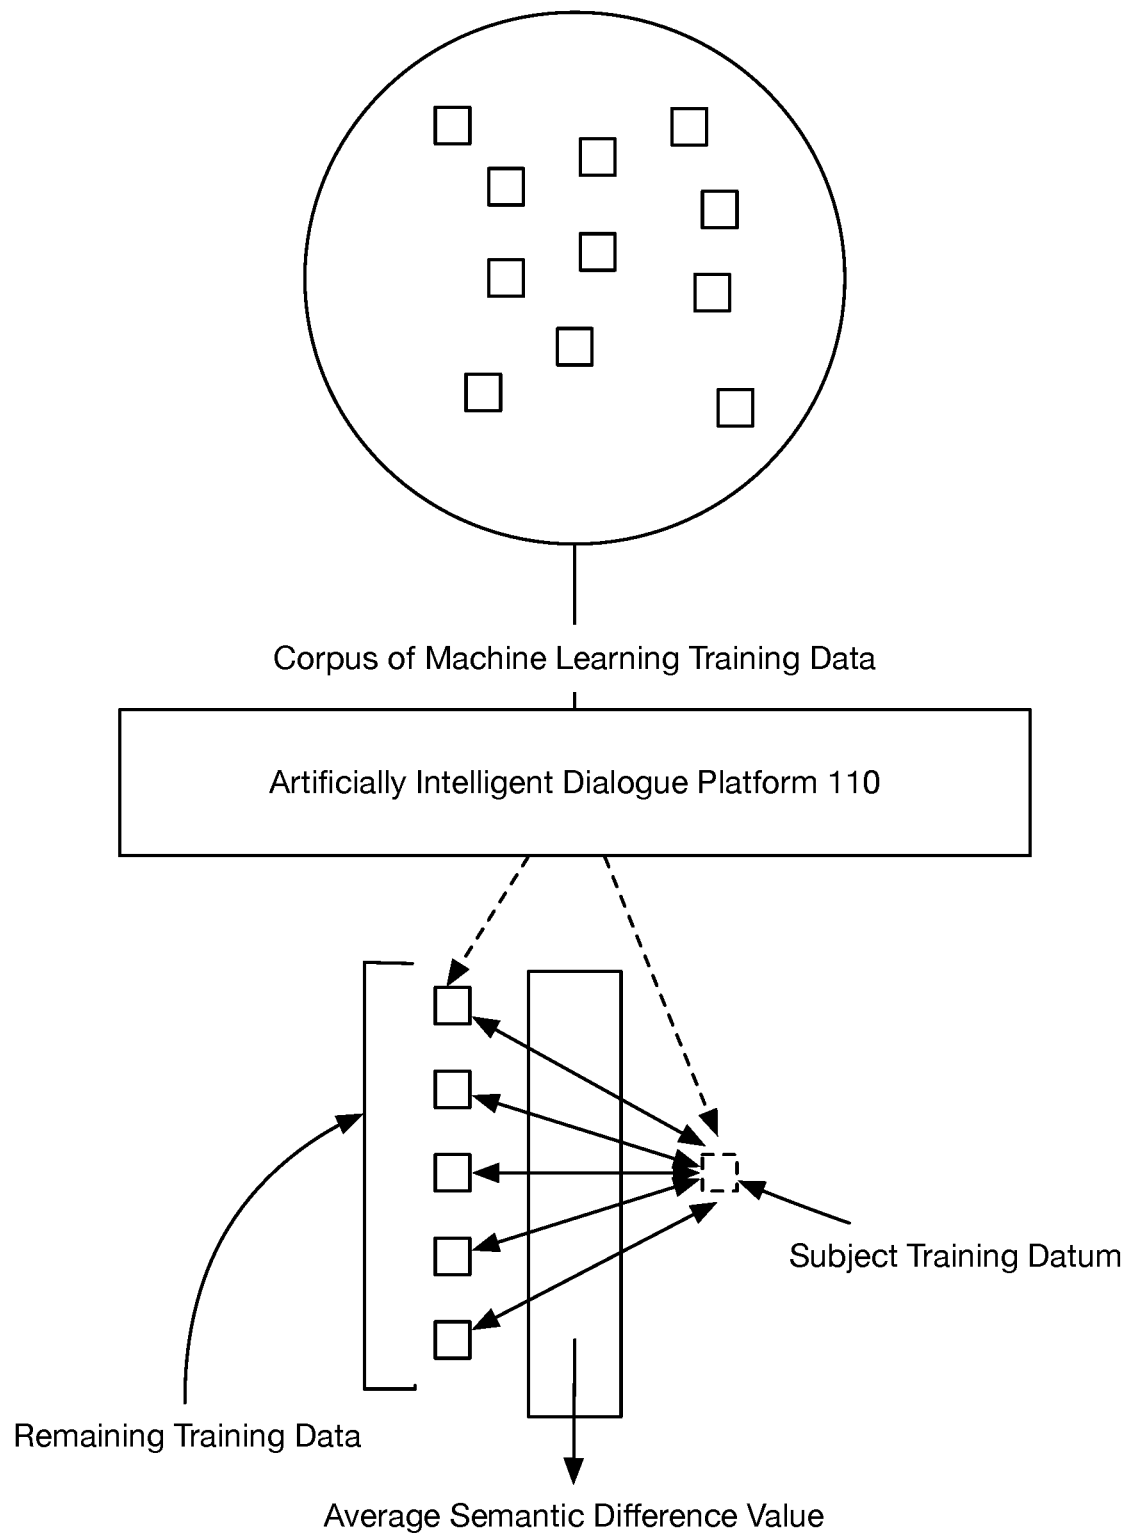 Corpus of Machine Learning Training Data
Artificially Intelligent Dialogue Platform 110
Subject Training Datum
Remaining Training Data
Average Semantic Difference Value